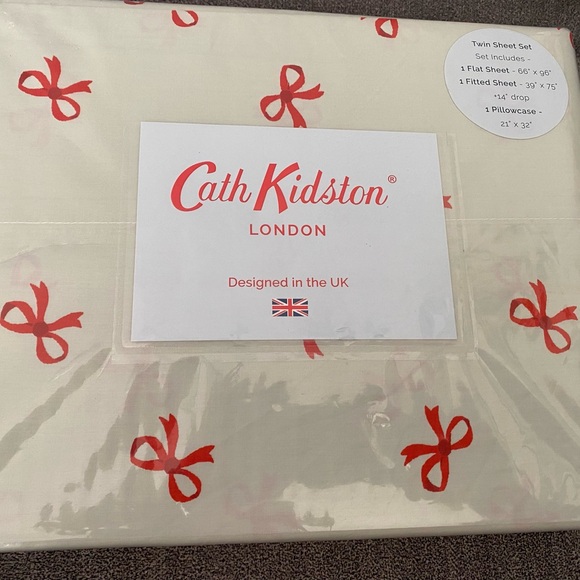 Twin Sheet Set
Set Includes -
1 Flat Sheet - 66" x 96"
1 Fitted Sheet - 39" x 75"
+14" drop
1 Pillowcase -
21" x 32"
Cath Kidston®
LONDON
Designed in the UK